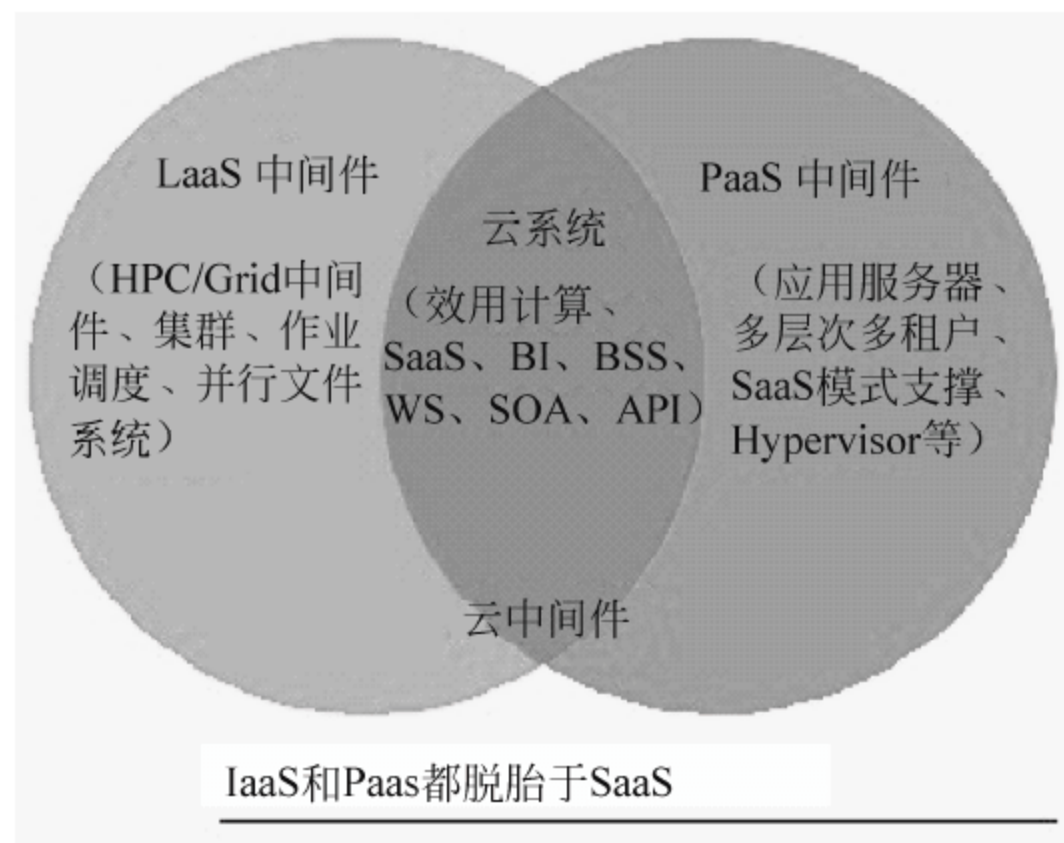 LaaS 中间件
（HPC/Grid中间
件、集群、作业
调度、并行文件
系统）
云系统
（效用计算、
SaaS、BI、BSS、
WS、SOA、API）
云中间件
PaaS 中间件
（应用服务器、
多层次多租户、
SaaS模式支撑、
Hypervisor等）
IaaS和Paas都脱胎于SaaS